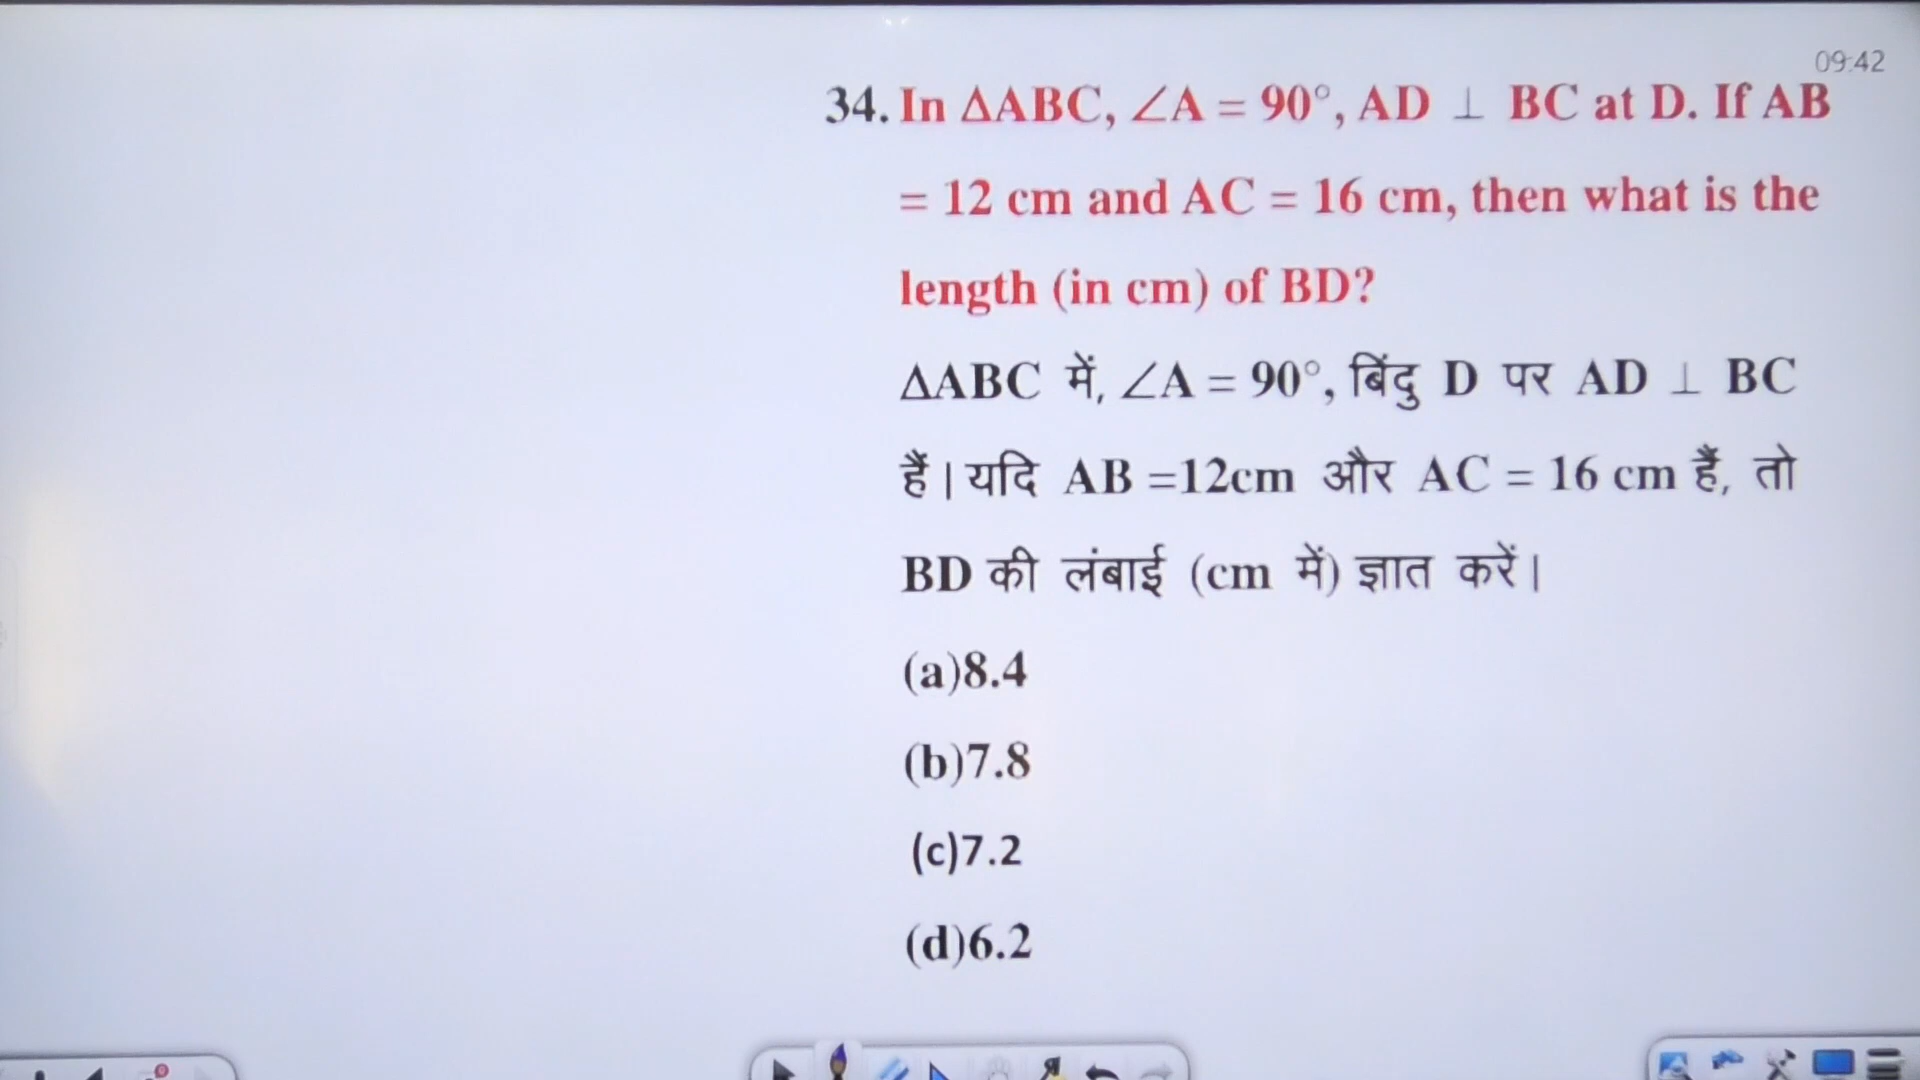 09:42
34. In ΔABC, ∠A = 90°, AD ⊥ BC at D. If AB
= 12 cm and AC = 16 cm, then what is the
length (in cm) of BD?
ΔABC में, ∠A = 90°, बिंदु D पर AD ⊥ BC
हैं। यदि AB =12cm और AC = 16 cm हैं, तो
BD की लंबाई (cm में) ज्ञात करें।
(a)8.4
(b)7.8
(c)7.2
(d)6.2